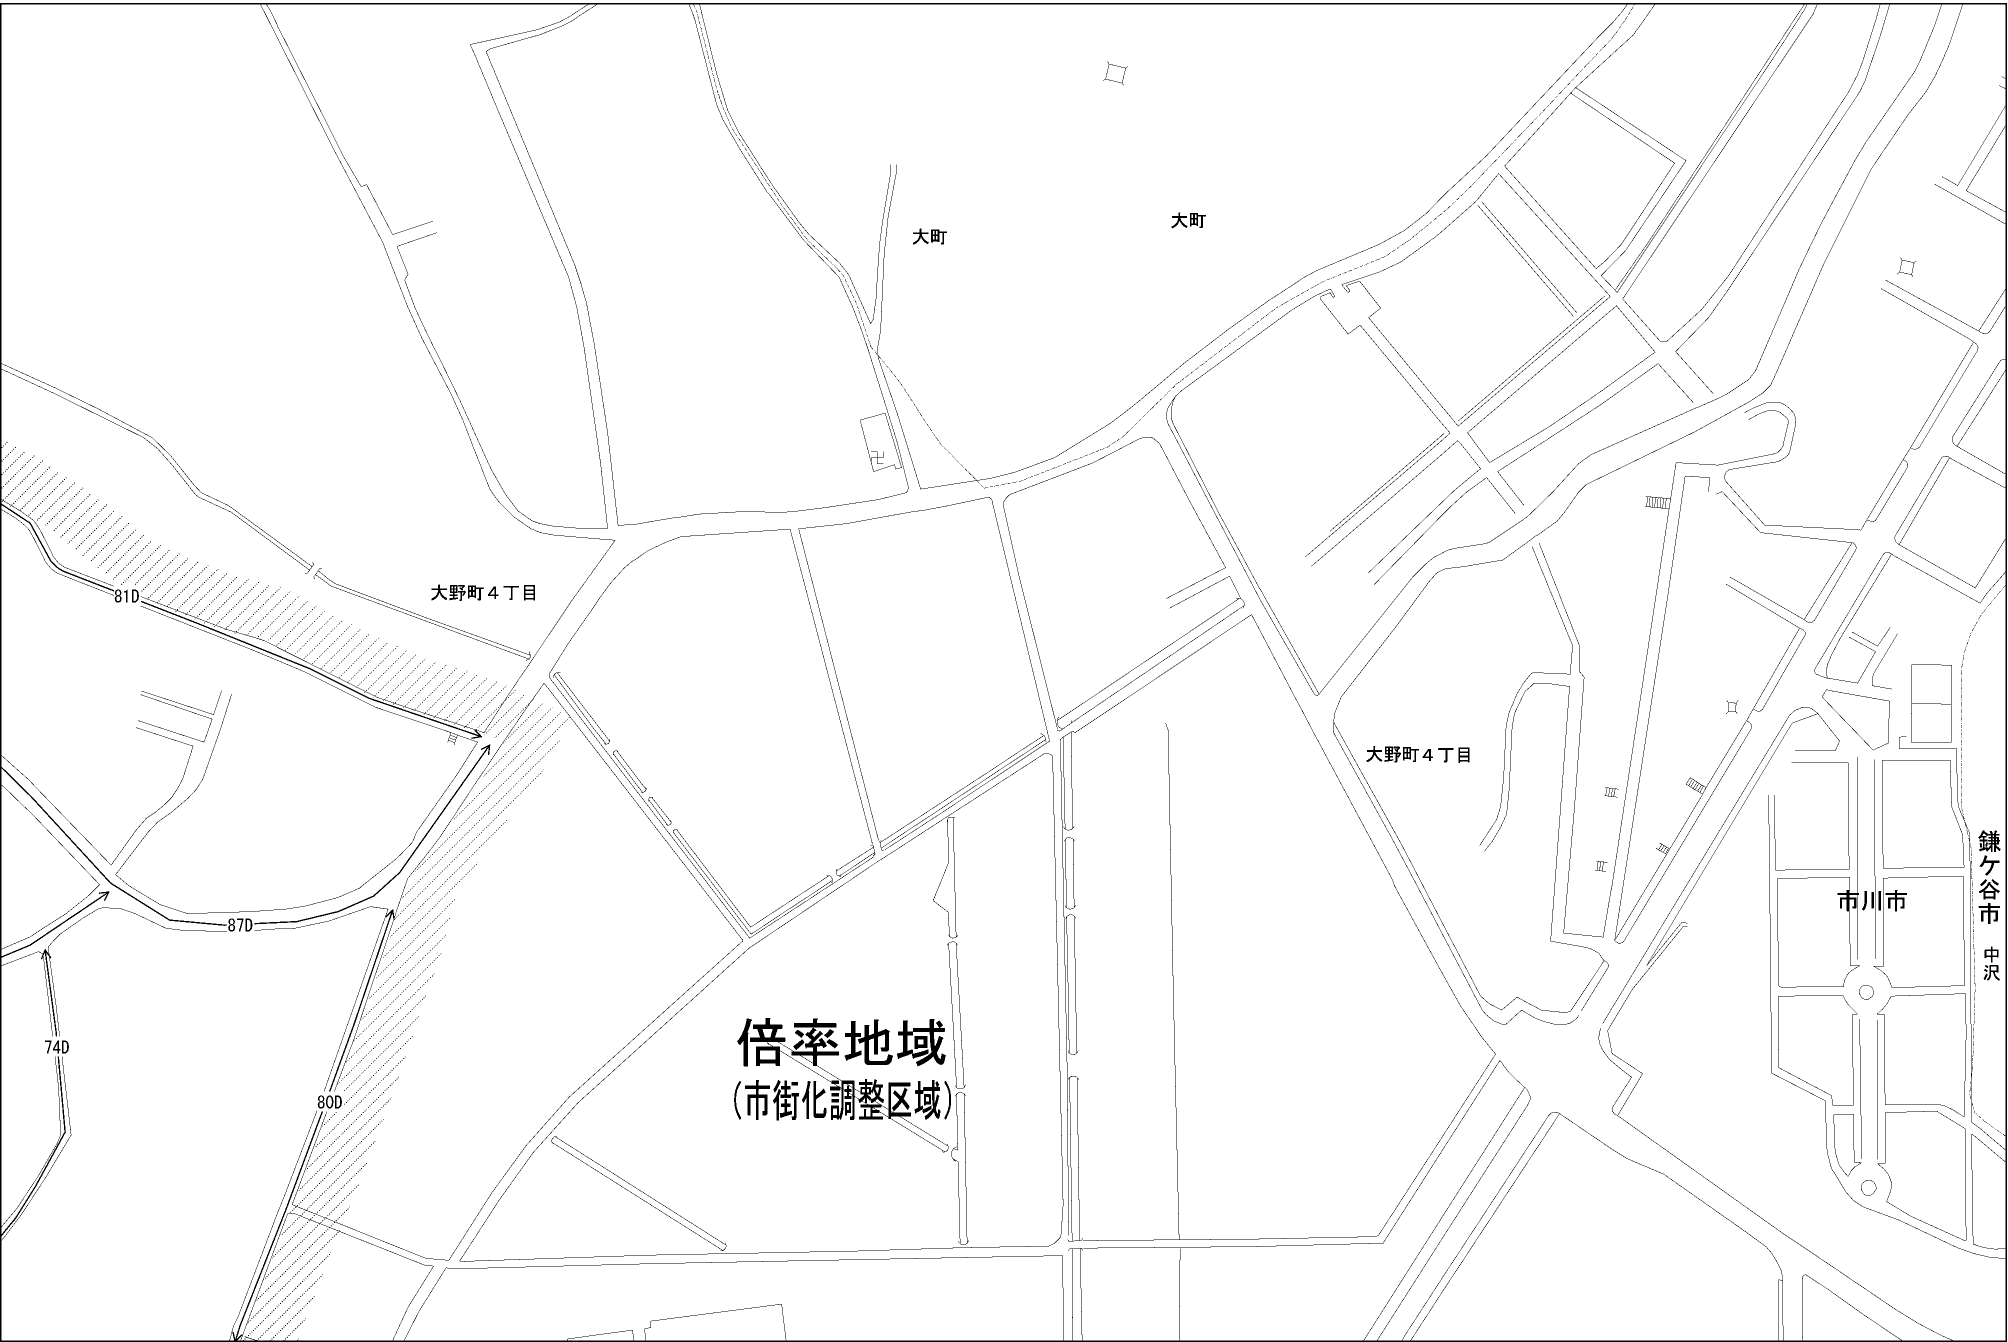 大町
大町
大野町４丁目
81D
大野町４丁目
鎌ケ谷市 中沢
市川市
87D
倍率地域
(市街化調整区域)
74D
80D